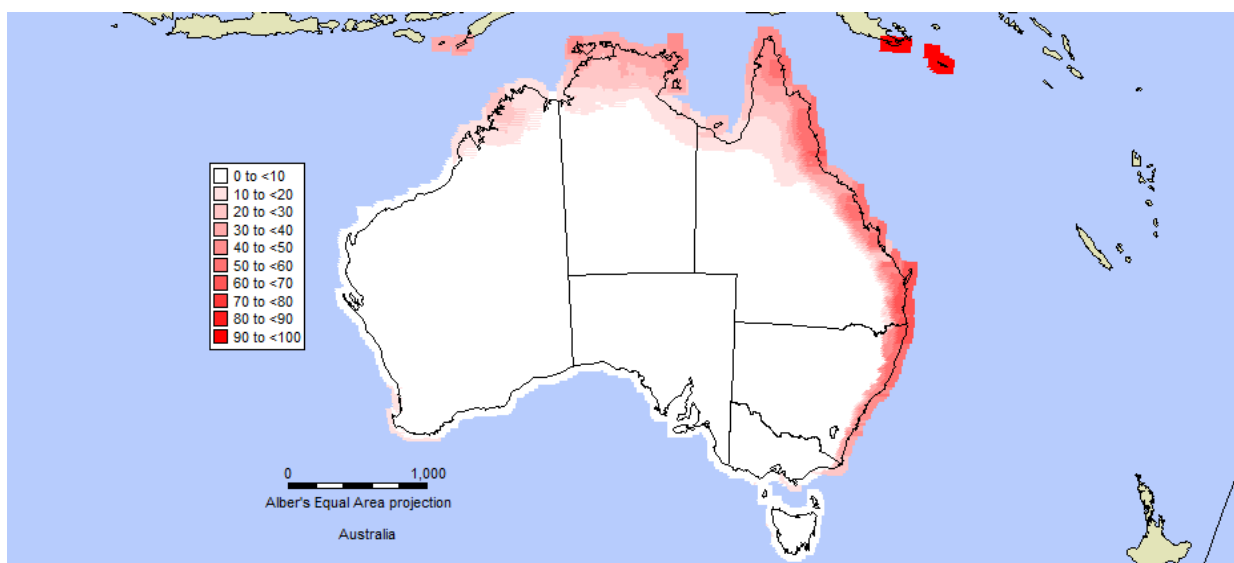 0 to <10
10 to <20
20 to <30
30 to <40
40 to <50
50 to <60
60 to <70
70 to <80
80 to <90
90 to <100
0 1,000
Alber's Equal Area projection
Australia